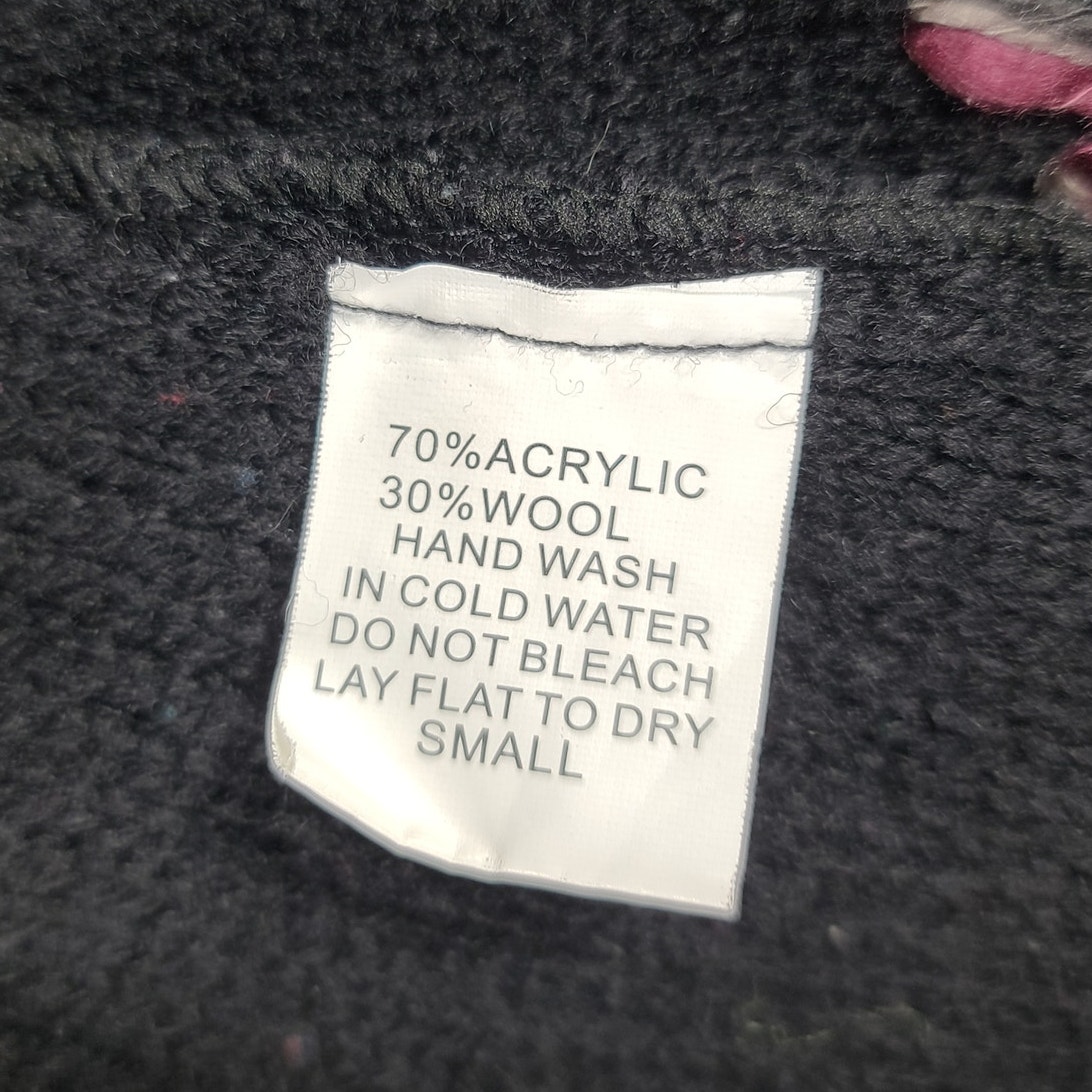 70%ACRYLIC
30%WOOL
HAND WASH
IN COLD WATER
DO NOT BLEACH
LAY FLAT TO DRY
SMALL